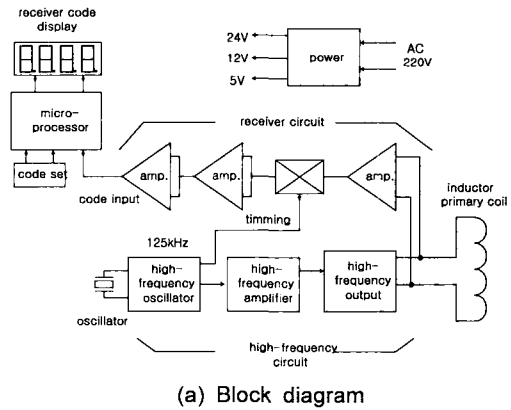 receiver code
display
24V
12V
5V
power
AC
220V
micro-
processor
receiver circuit
code set
code input
amp.
amp.
amp.
timming
inductor
primary coil
125kHz
high-
frequency
oscillator
high-
frequency
amplifier
high-
frequency
output
oscillator
high-frequency
circuit
(a) Block diagram